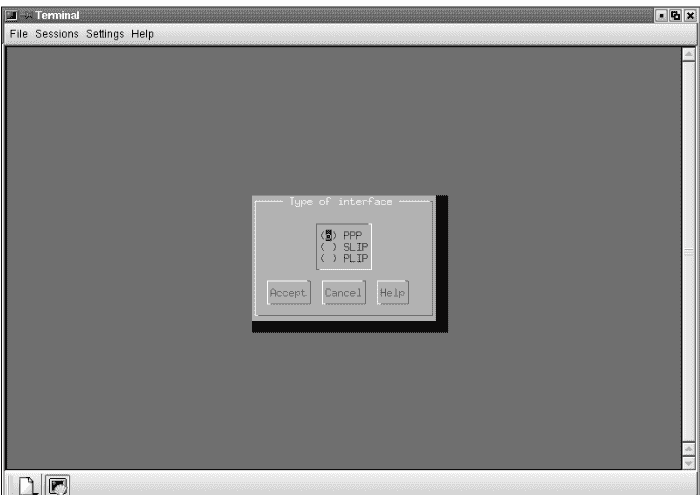 Terminal
File Sessions Settings Help
Type of interface
(o) PPP
( ) SLIP
( ) PLIP
Accept Cancel Help